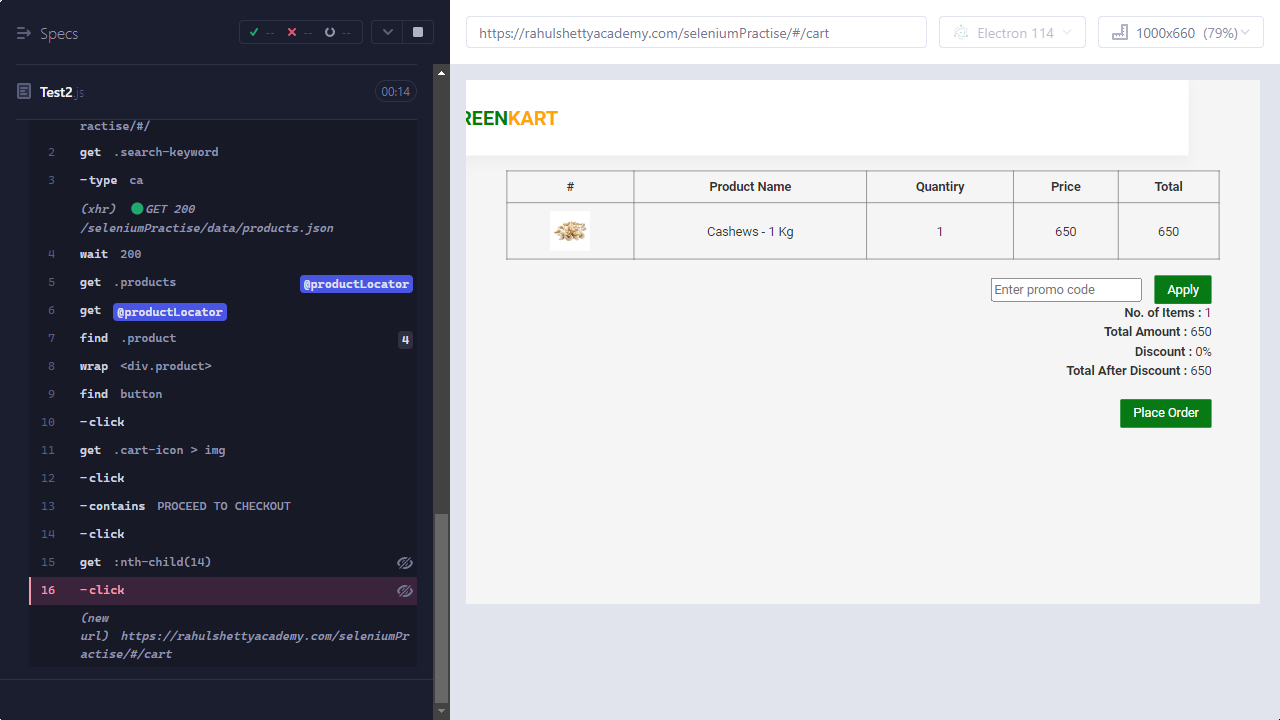 Specs
-- -- --
Test2.js
00:14
ractise/#/
2 get .search-keyword
3 -type ca
(xhr) GET 200
/seleniumPractise/data/products.json
4 wait 200
5 get .products @productLocator
6 get @productLocator
7 find .product 4
8 wrap <div.product>
9 find button
10 -click
11 get .cart-icon > img
12 -click
13 -contains PROCEED TO CHECKOUT
14 -click
15 get :nth-child(14)
16 -click
(new
url) https://rahulshettyacademy.com/seleniumPr
actise/#/cart
https://rahulshettyacademy.com/seleniumPractise/#/cart
Electron 114
1000x660 (79%)
REENKART
# Product Name Quantiry Price Total
Cashews - 1 Kg 1 650 650
Enter promo code Apply
No. of Items : 1
Total Amount : 650
Discount : 0%
Total After Discount : 650
Place Order